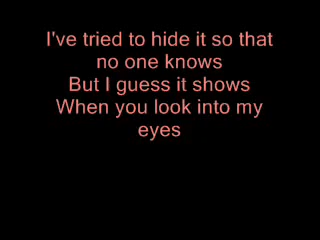 I've tried to hide it so that
no one knows
But I guess it shows
When you look into my
eyes